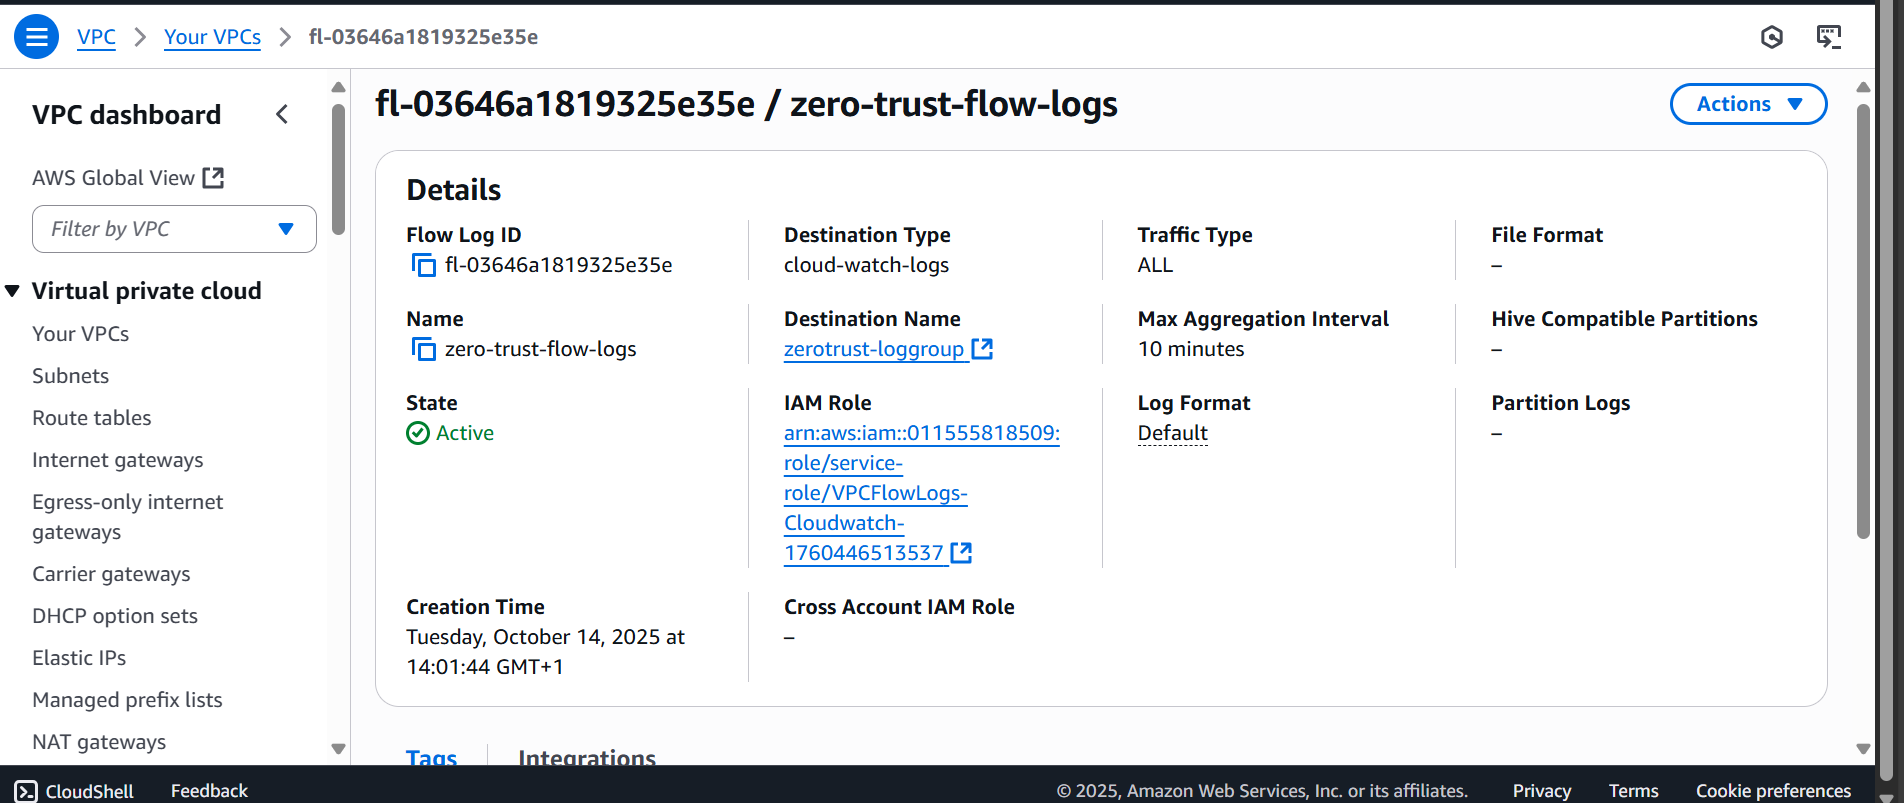 VPC > Your VPCs > fl-03646a1819325e35e
VPC dashboard
AWS Global View
Filter by VPC
Virtual private cloud
Your VPCs
Subnets
Route tables
Internet gateways
Egress-only internet
gateways
Carrier gateways
DHCP option sets
Elastic IPs
Managed prefix lists
NAT gateways
fl-03646a1819325e35e / zero-trust-flow-logs
Actions
Details
Flow Log ID
fl-03646a1819325e35e
Destination Type
cloud-watch-logs
Traffic Type
ALL
File Format
–
Name
zero-trust-flow-logs
Destination Name
zerotrust-loggroup
Max Aggregation Interval
10 minutes
Hive Compatible Partitions
–
State
Active
IAM Role
arn:aws:iam::011555818509:
role/service-
role/VPCFlowLogs-
Cloudwatch-
1760446513537
Log Format
Default
Partition Logs
–
Creation Time
Tuesday, October 14, 2025 at
14:01:44 GMT+1
Cross Account IAM Role
–
Tags
Integrations
CloudShell
Feedback
© 2025, Amazon Web Services, Inc. or its affiliates.
Privacy
Terms
Cookie preferences